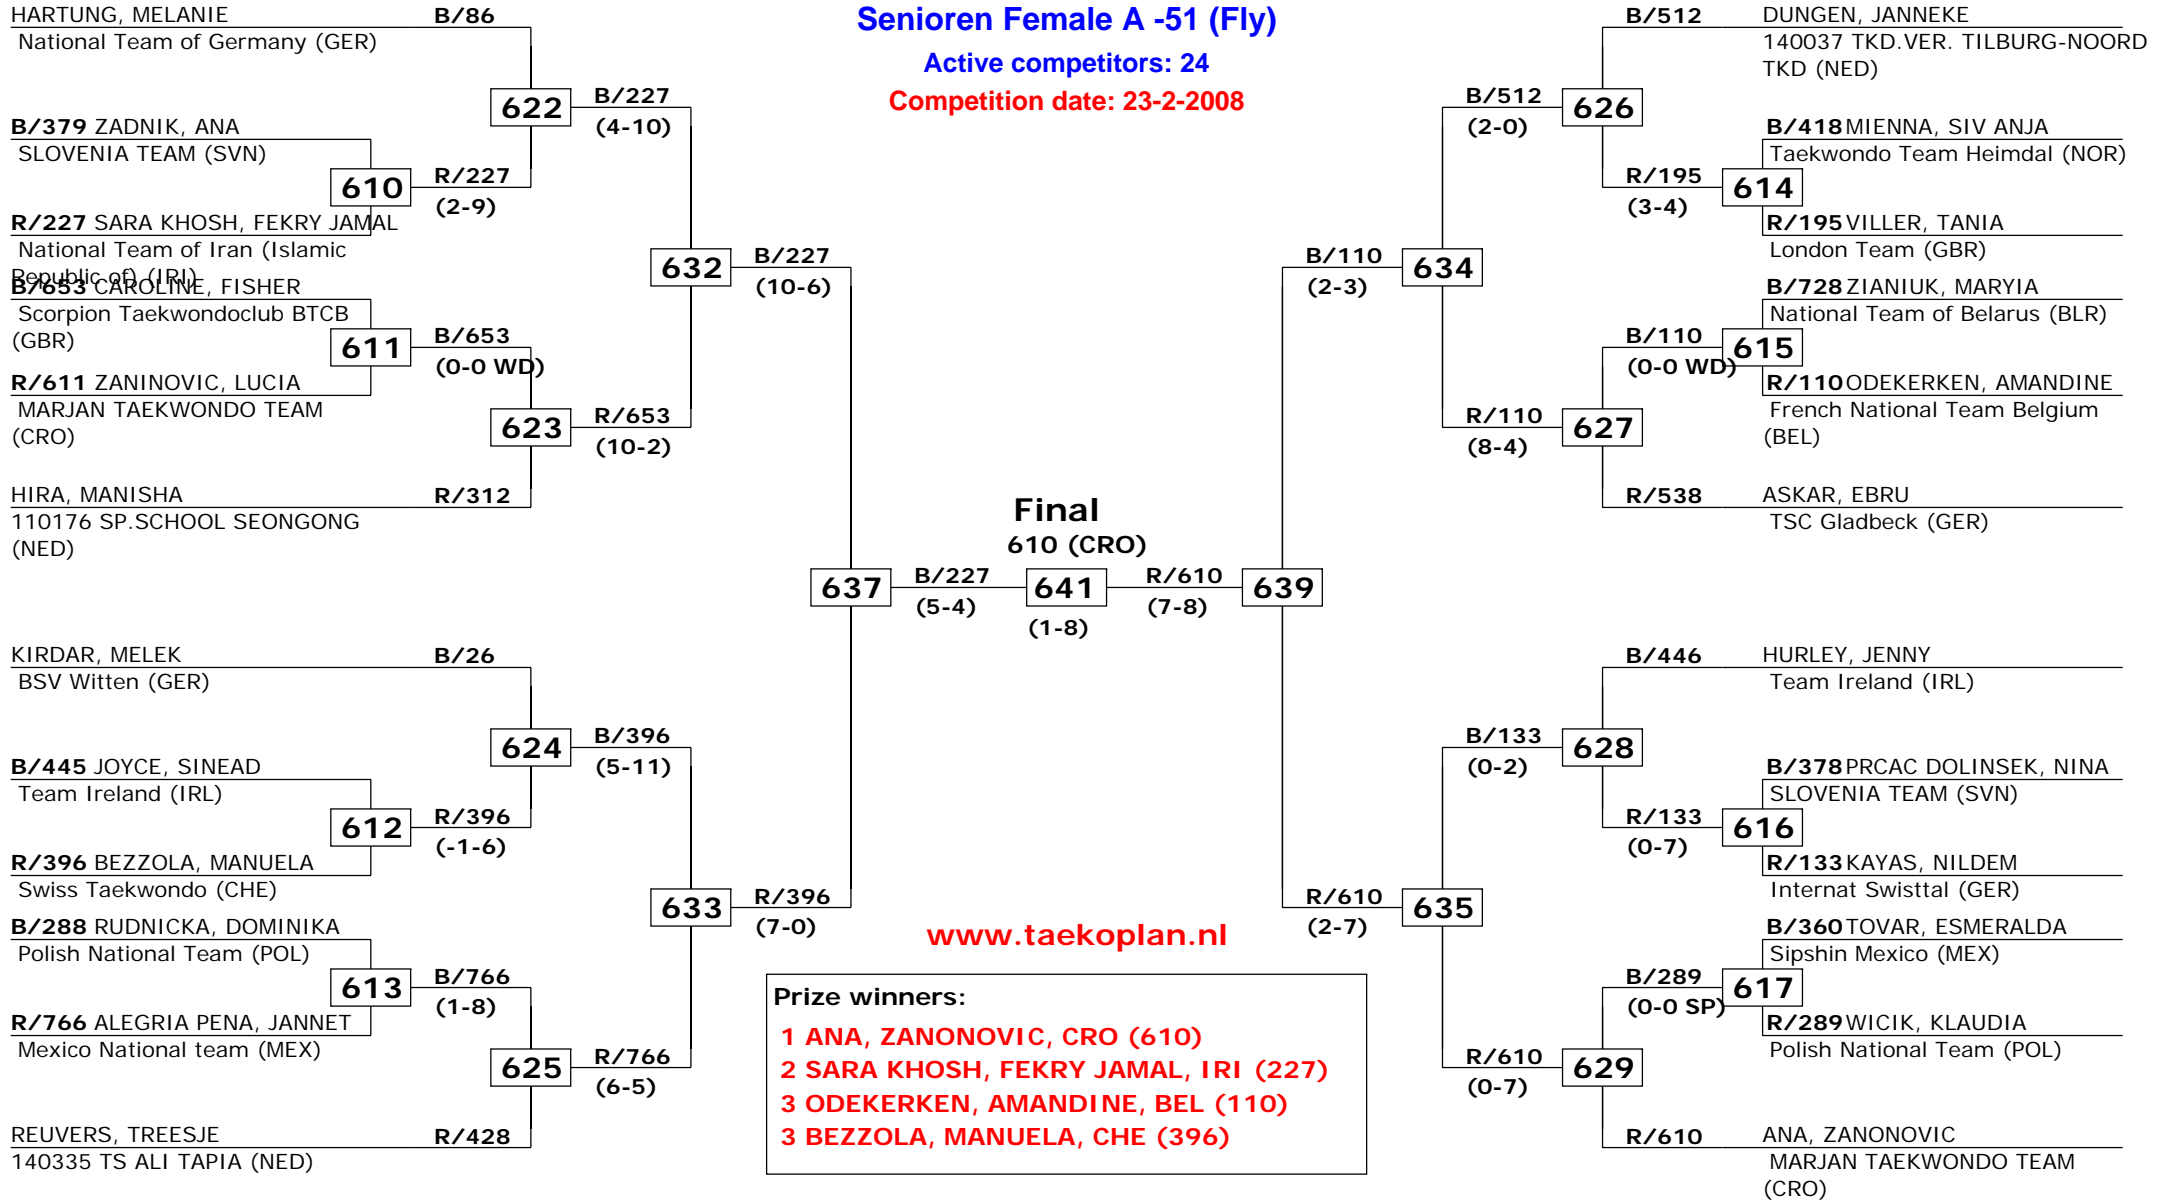 Senioren Female A -51 (Fly)
Active competitors: 24
Competition date: 23-2-2008
HARTUNG, MELANIE B/86
National Team of Germany (GER)
B/379 ZADNIK, ANA
SLOVENIA TEAM (SVN)
610
R/227
(2-9)
R/227 SARA KHOSH, FEKRY JAMAL
National Team of Iran (Islamic
Republic of) (IRI)
622
B/227
(4-10)
B/653 CAROLINE, FISHER
Scorpion Taekwondoclub BTCB
(GBR)
611
B/653
(0-0 WD)
R/611 ZANINOVIC, LUCIA
MARJAN TAEKWONDO TEAM
(CRO)
623
R/653
(10-2)
HIRA, MANISHA R/312
110176 SP.SCHOOL SEONGONG
(NED)
632
B/227
(10-6)
KIRDAR, MELEK B/26
BSV Witten (GER)
624
B/396
(5-11)
B/445 JOYCE, SINEAD
Team Ireland (IRL)
612
R/396
(-1-6)
R/396 BEZZOLA, MANUELA
Swiss Taekwondo (CHE)
B/288 RUDNICKA, DOMINIKA
Polish National Team (POL)
613
B/766
(1-8)
R/766 ALEGRIA PENA, JANNET
Mexico National team (MEX)
625
R/766
(6-5)
REUVERS, TREESJE R/428
140335 TS ALI TAPIA (NED)
633
R/396
(7-0)
637
B/227
(5-4)
Final
610 (CRO)
641
(1-8)
R/610
(7-8)
639
B/512 DUNGEN, JANNEKE
140037 TKD.VER. TILBURG-NOORD
TKD (NED)
B/512
(2-0)
626
B/418 MIENNA, SIV ANJA
Taekwondo Team Heimdal (NOR)
R/195
(3-4)
614
R/195 VILLER, TANIA
London Team (GBR)
B/110
(2-3)
634
B/728 ZIANIUK, MARYIA
National Team of Belarus (BLR)
B/110
(0-0 WD)
615
R/110 ODEKERKEN, AMANDINE
French National Team Belgium
(BEL)
R/110
(8-4)
627
R/538 ASKAR, EBRU
TSC Gladbeck (GER)
B/446 HURLEY, JENNY
Team Ireland (IRL)
B/133
(0-2)
628
B/378 PRCAC DOLINSEK, NINA
SLOVENIA TEAM (SVN)
R/133
(0-7)
616
R/133 KAYAS, NILDEM
Internat Swisttal (GER)
R/610
(2-7)
635
B/360 TOVAR, ESMERALDA
Sipshin Mexico (MEX)
B/289
(0-0 SP)
617
R/289 WICIK, KLAUDIA
Polish National Team (POL)
R/610
(0-7)
629
R/610 ANA, ZANONOVIC
MARJAN TAEKWONDO TEAM
(CRO)
www.taekoplan.nl
Prize winners:
1 ANA, ZANONOVIC, CRO (610)
2 SARA KHOSH, FEKRY JAMAL, IRI (227)
3 ODEKERKEN, AMANDINE, BEL (110)
3 BEZZOLA, MANUELA, CHE (396)